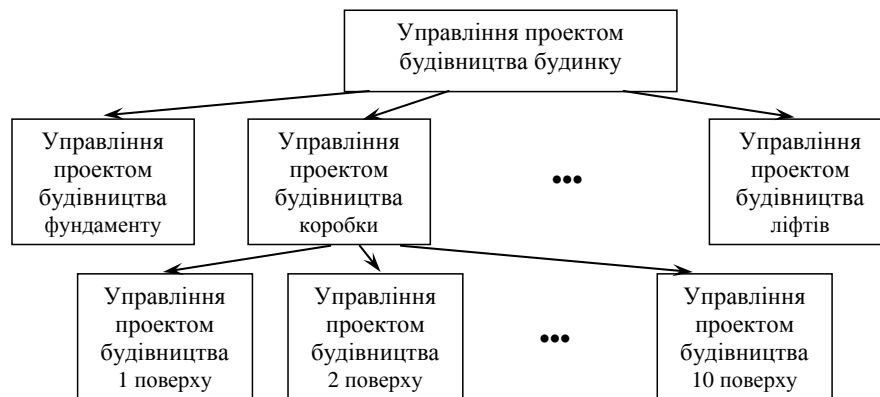 Управління проектом
будівництва будинку
Управління
проектом
будівництва
фундаменту
Управління
проектом
будівництва
коробки
•••
Управління
проектом
будівництва
ліфтів
Управління
проектом
будівництва
1 поверху
Управління
проектом
будівництва
2 поверху
•••
Управління
проектом
будівництва
10 поверху